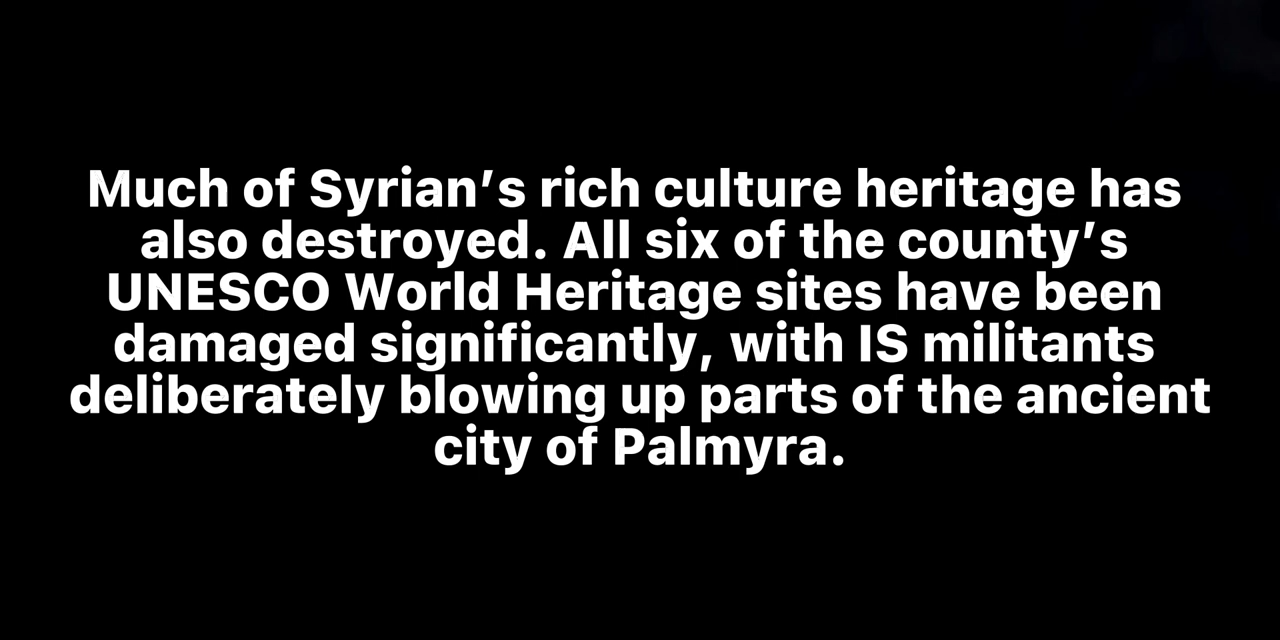 Much of Syrian’s rich culture heritage has
also destroyed. All six of the county’s
UNESCO World Heritage sites have been
damaged significantly, with IS militants
deliberately blowing up parts of the ancient
city of Palmyra.